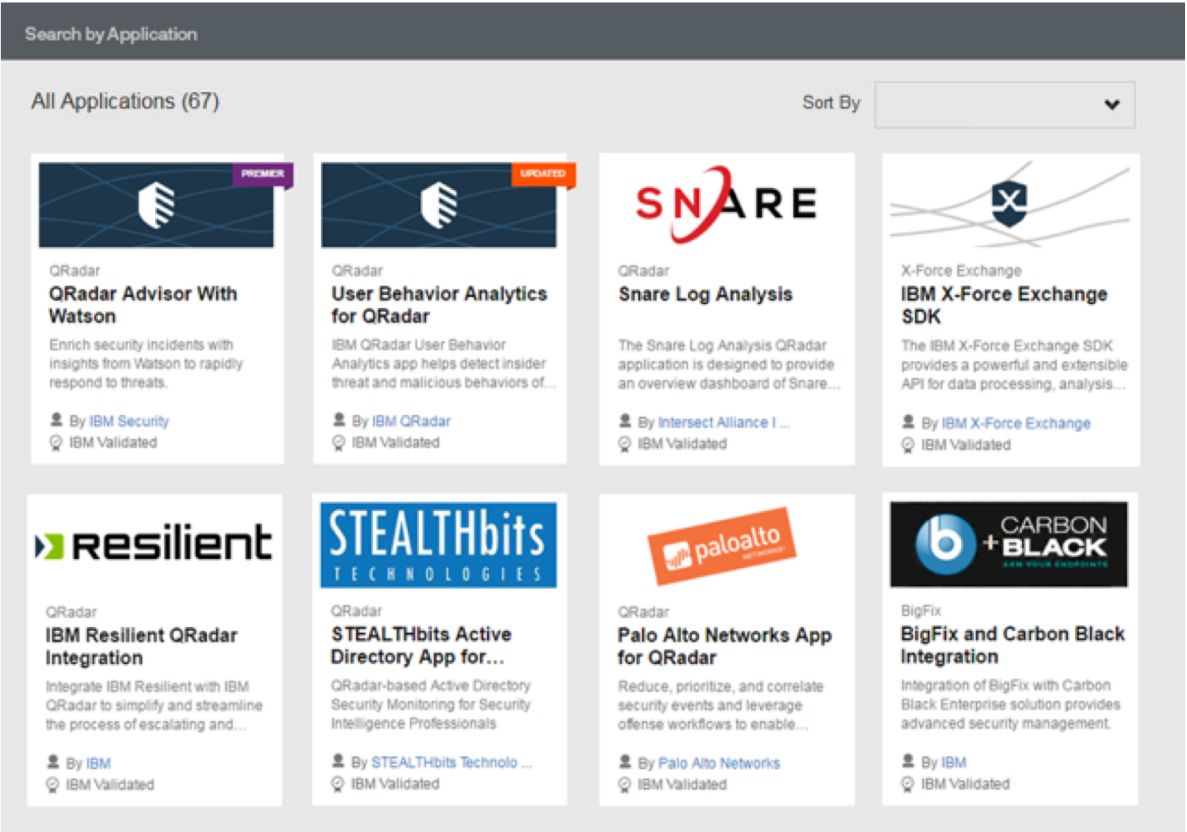 Search by Application
All Applications (67)
Sort By
PREMIER
QRadar
QRadar Advisor With
Watson
Enrich security incidents with
insights from Watson to rapidly
respond to threats.
By IBM Security
IBM Validated
UPDATED
QRadar
User Behavior Analytics
for QRadar
IBM QRadar User Behavior
Analytics app helps detect insider
threat and malicious behaviors of...
By IBM QRadar
IBM Validated
SNARE
QRadar
Snare Log Analysis
The Snare Log Analysis QRadar
application is designed to provide
an overview dashboard of Snare...
By Intersect Alliance I ...
IBM Validated
X
X-Force Exchange
IBM X-Force Exchange
SDK
The IBM X-Force Exchange SDK
provides a powerful and extensible
API for data processing, analysis...
By IBM X-Force Exchange
IBM Validated
resilient
QRadar
IBM Resilient QRadar
Integration
Integrate IBM Resilient with IBM
QRadar to simplify and streamline
the process of escalating and...
By IBM
IBM Validated
STEALTHbits
TECHNOLOGIES
QRadar
STEALTHbits Active
Directory App for...
QRadar-based Active Directory
Security Monitoring for Security
Intelligence Professionals
By STEALTHbits Technolo ...
IBM Validated
paloalto
NETWORKS
QRadar
Palo Alto Networks App
for QRadar
Reduce, prioritize, and correlate
security events and leverage
offense workflows to enable...
By Palo Alto Networks
IBM Validated
b + CARBON
BLACK
ARM YOUR ENDPOINTS
BigFix
BigFix and Carbon Black
Integration
Integration of BigFix with Carbon
Black Enterprise solution provides
advanced security management.
By IBM
IBM Validated